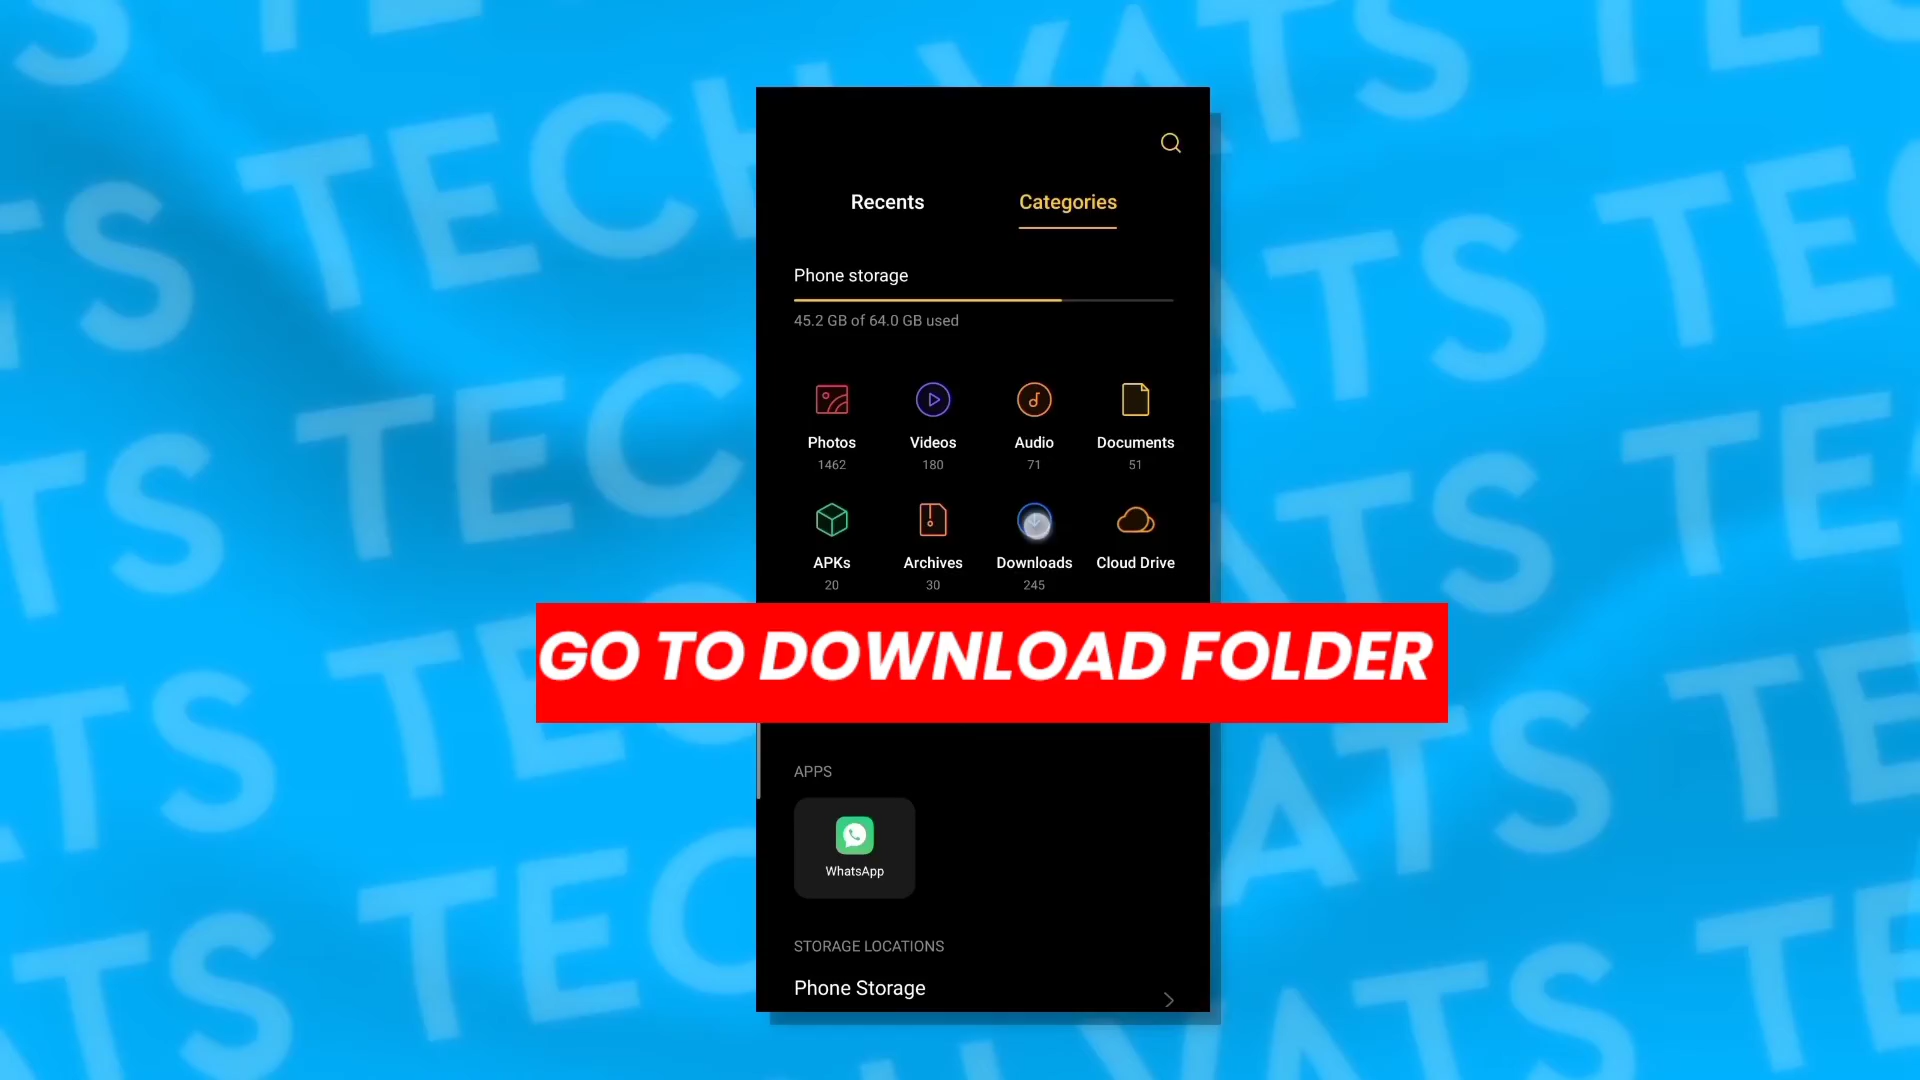 TECH VATS
Recents
Categories
Phone storage
45.2 GB of 64.0 GB used
Photos
Videos
Audio
Documents
1462
180
71
51
APKs
Archives
Downloads
Cloud Drive
20
30
245
GO TO DOWNLOAD FOLDER
APPS
WhatsApp
STORAGE LOCATIONS
Phone Storage